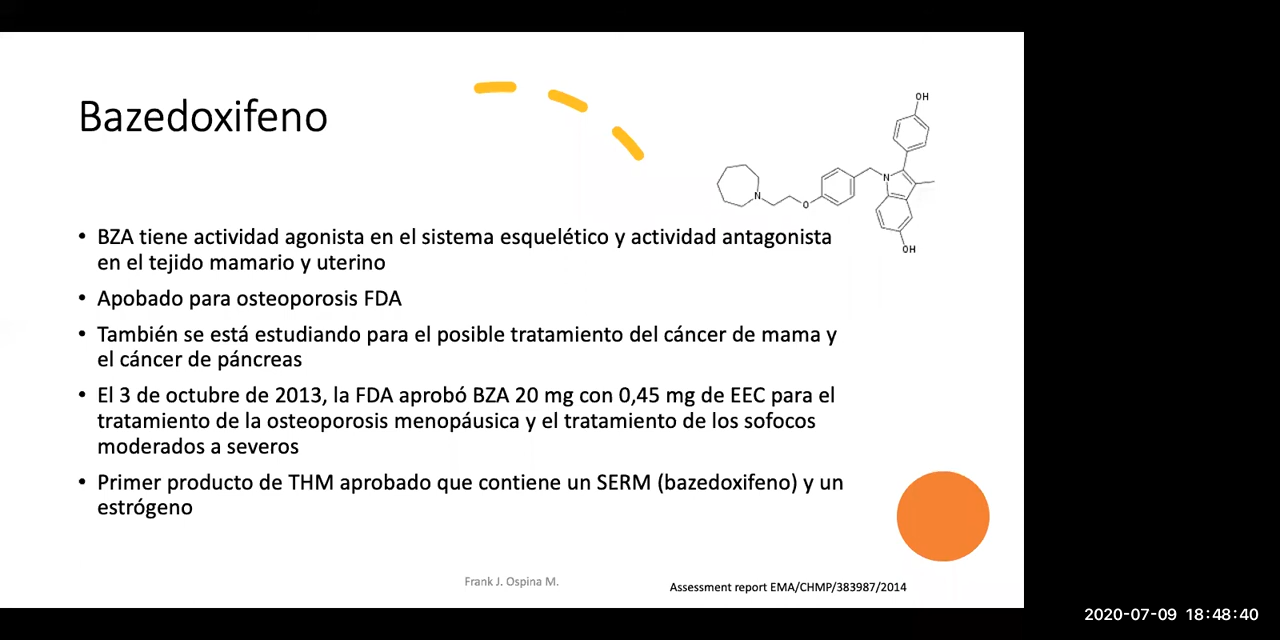 Bazedoxifeno
OH
N
N
O
OH
• BZA tiene actividad agonista en el sistema esquelético y actividad antagonista
en el tejido mamario y uterino
• Apobado para osteoporosis FDA
• También se está estudiando para el posible tratamiento del cáncer de mama y
el cáncer de páncreas
• El 3 de octubre de 2013, la FDA aprobó BZA 20 mg con 0,45 mg de EEC para el
tratamiento de la osteoporosis menopáusica y el tratamiento de los sofocos
moderados a severos
• Primer producto de THM aprobado que contiene un SERM (bazedoxifeno) y un
estrógeno
Frank J. Ospina M.
Assessment report EMA/CHMP/383987/2014
2020-07-09 18:48:40